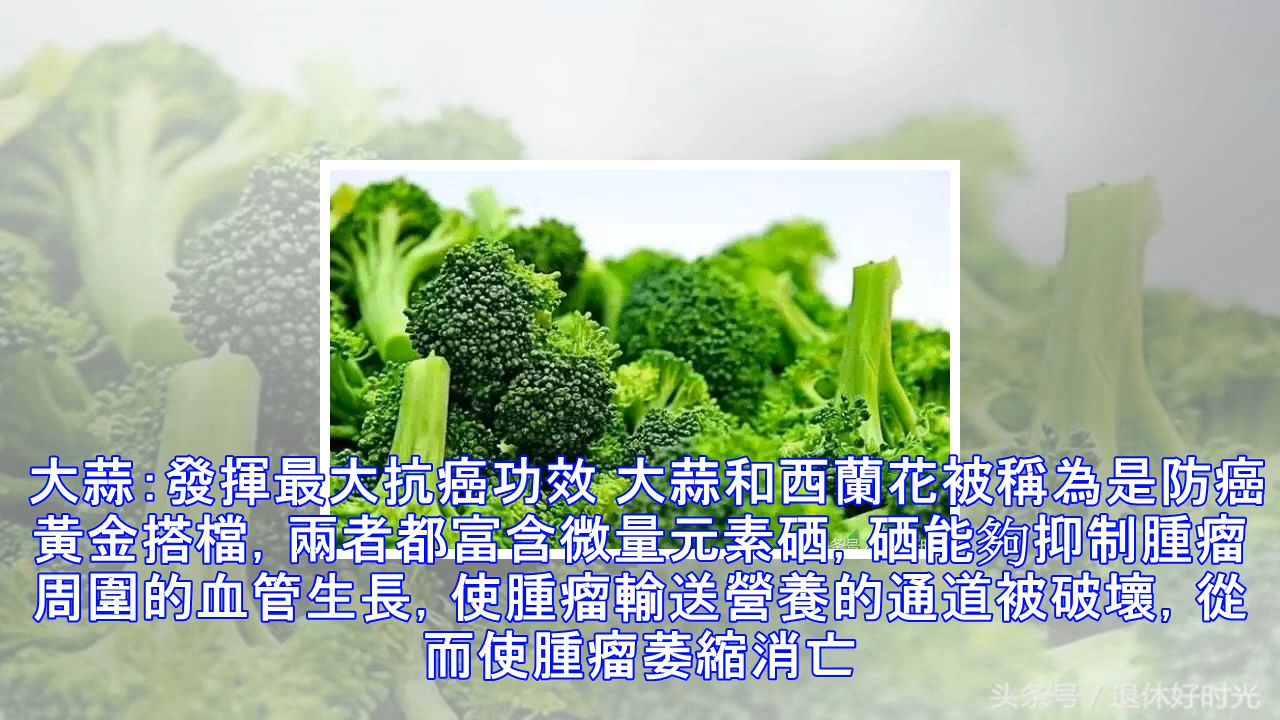 大蒜:發揮最大抗癌功效 大蒜和西蘭花被稱為是防癌
黃金搭檔, 兩者都富含微量元素硒, 硒能夠抑制腫瘤
周圍的血管生長, 使腫瘤輸送營養的通道被破壞, 從
而使腫瘤萎縮消亡
头条号 / 退休好时光